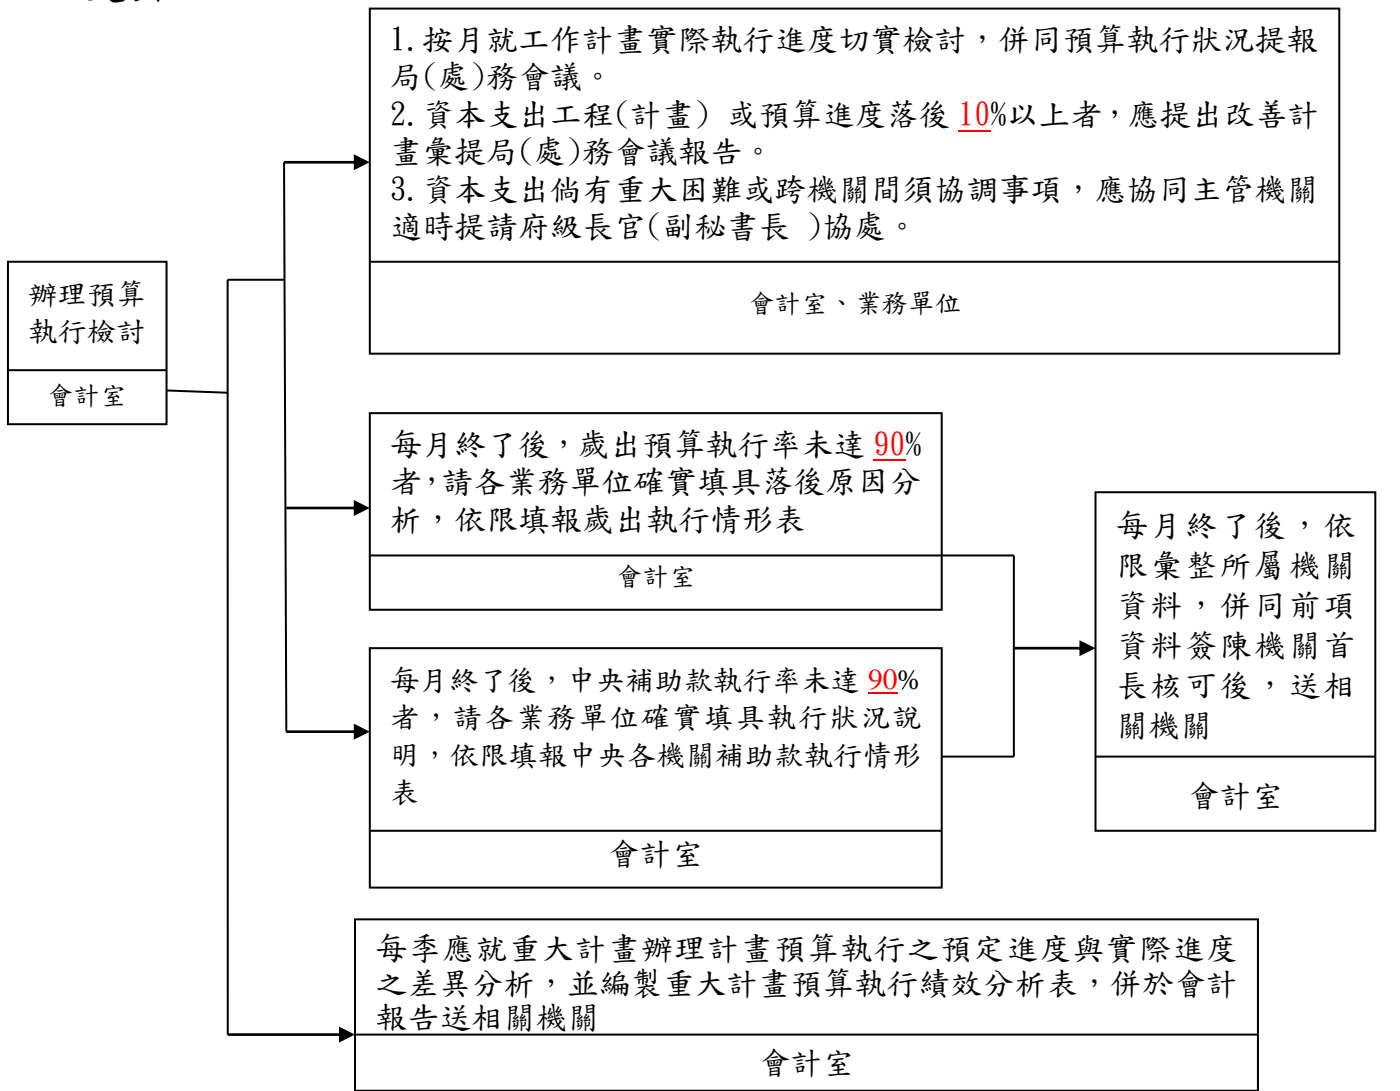 1.按月就工作計畫實際執行進度切實檢討，併同預算執行狀況提報
局(處)務會議。
2.資本支出工程(計畫) 或預算進度落後10%以上者，應提出改善計
畫彙提局(處)務會議報告。
3.資本支出倘有重大困難或跨機關間須協調事項，應協同主管機關
適時提請府級長官(副秘書長 )協處。
會計室、業務單位
辦理預算
執行檢討
會計室
每月終了後，歲出預算執行率未達90%
者，請各業務單位確實填具落後原因分
析，依限填報歲出執行情形表
會計室
每月終了後，中央補助款執行率未達90%
者，請各業務單位確實填具執行狀況說
明，依限填報中央各機關補助款執行情形
表
會計室
每月終了後，依
限彙整所屬機關
資料，併同前項
資料簽陳機關首
長核可後，送相
關機關
會計室
每季應就重大計畫辦理計畫預算執行之預定進度與實際進度
之差異分析，並編製重大計畫預算執行績效分析表，併於會計
報告送相關機關
會計室